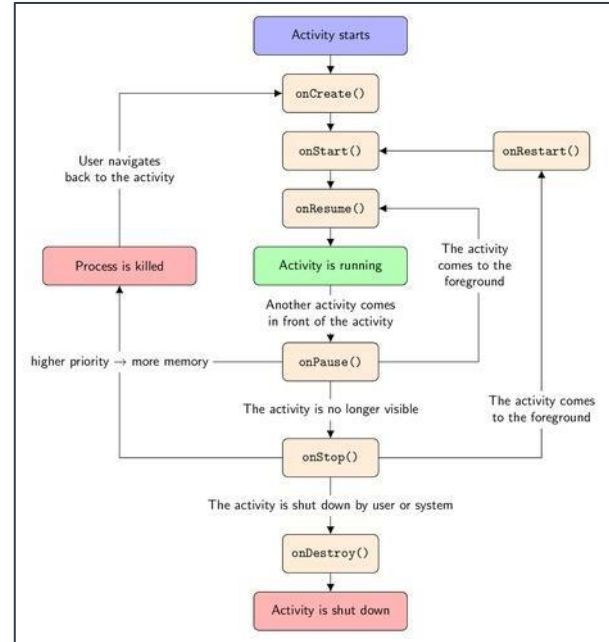 Activity starts
onCreate()
onStart()
onRestart()
User navigates
back to the activity
onResume()
Process is killed
Activity is running
The activity
comes to the
foreground
Another activity comes
in front of the activity
higher priority → more memory
onPause()
The activity is no longer visible
The activity comes
to the foreground
onStop()
The activity is shut down by user or system
onDestroy()
Activity is shut down